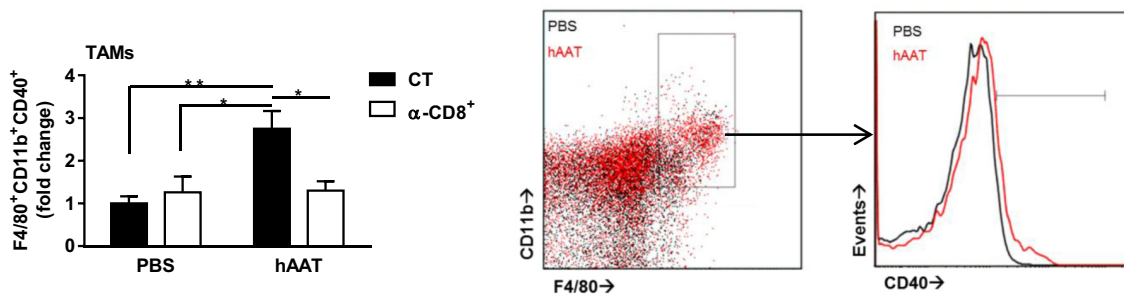 TAMs
F4/80⁺CD11b⁺CD40⁺
(fold change)
4
3
2
1
0
**
*
*
CT
α-CD8⁺
PBS
hAAT
PBS
hAAT
CD11b→
F4/80→
PBS
hAAT
Events→
CD40→